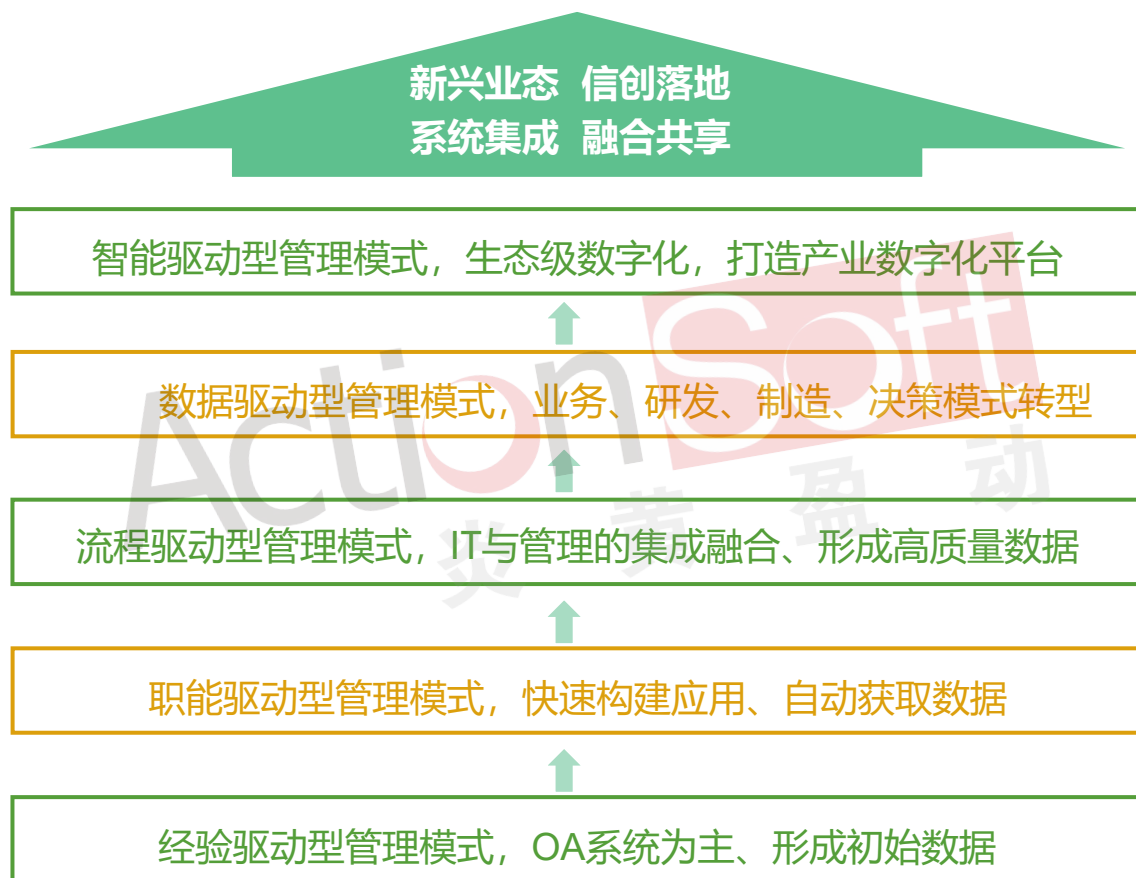 新兴业态 信创落地
系统集成 融合共享
智能驱动型管理模式，生态级数字化，打造产业数字化平台
数据驱动型管理模式，业务、研发、制造、决策模式转型
流程驱动型管理模式，IT与管理的集成融合、形成高质量数据
职能驱动型管理模式，快速构建应用、自动获取数据
经验驱动型管理模式，OA系统为主、形成初始数据
ActionSoft
炎黄盈动